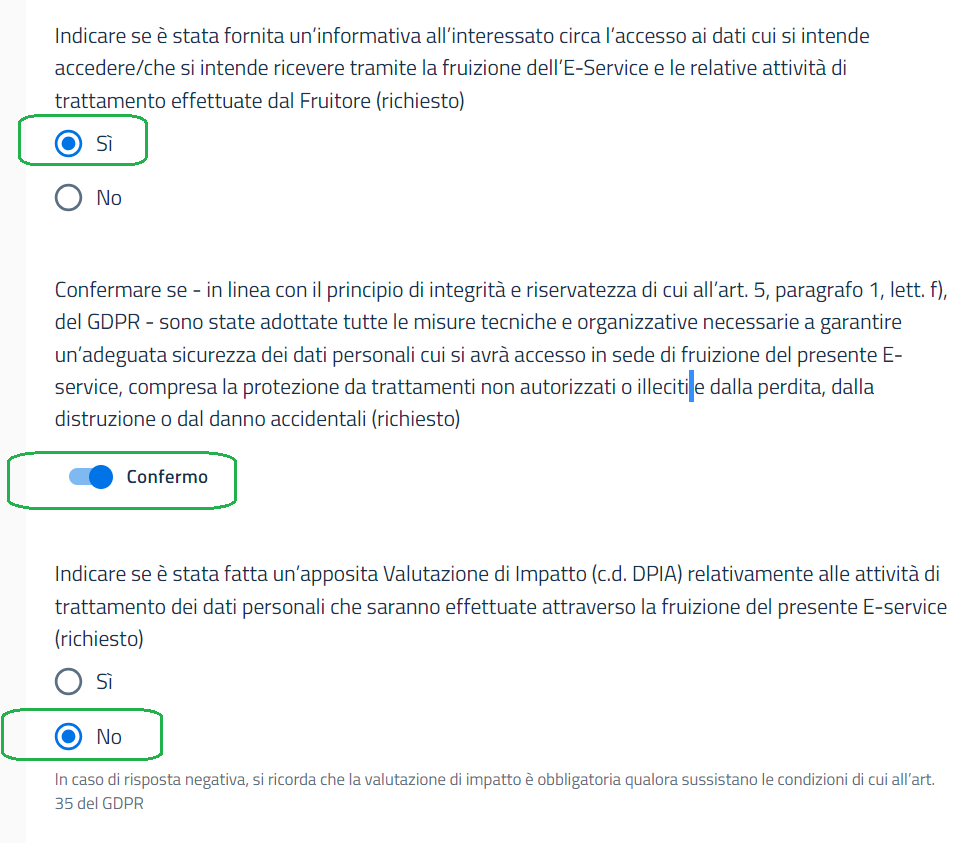 Indicare se è stata fornita un’informativa all’interessato circa l’accesso ai dati cui si intende
accedere/che si intende ricevere tramite la fruizione dell’E-Service e le relative attività di
trattamento effettuate dal Fruitore (richiesto)
Sì
No
Confermare se - in linea con il principio di integrità e riservatezza di cui all’art. 5, paragrafo 1, lett. f),
del GDPR - sono state adottate tutte le misure tecniche e organizzative necessarie a garantire
un’adeguata sicurezza dei dati personali cui si avrà accesso in sede di fruizione del presente E-
service, compresa la protezione da trattamenti non autorizzati o illeciti e dalla perdita, dalla
distruzione o dal danno accidentali (richiesto)
Confermo
Indicare se è stata fatta un’apposita Valutazione di Impatto (c.d. DPIA) relativamente alle attività di
trattamento dei dati personali che saranno effettuate attraverso la fruizione del presente E-service
(richiesto)
Sì
No
In caso di risposta negativa, si ricorda che la valutazione di impatto è obbligatoria qualora sussistano le condizioni di cui all’art.
35 del GDPR